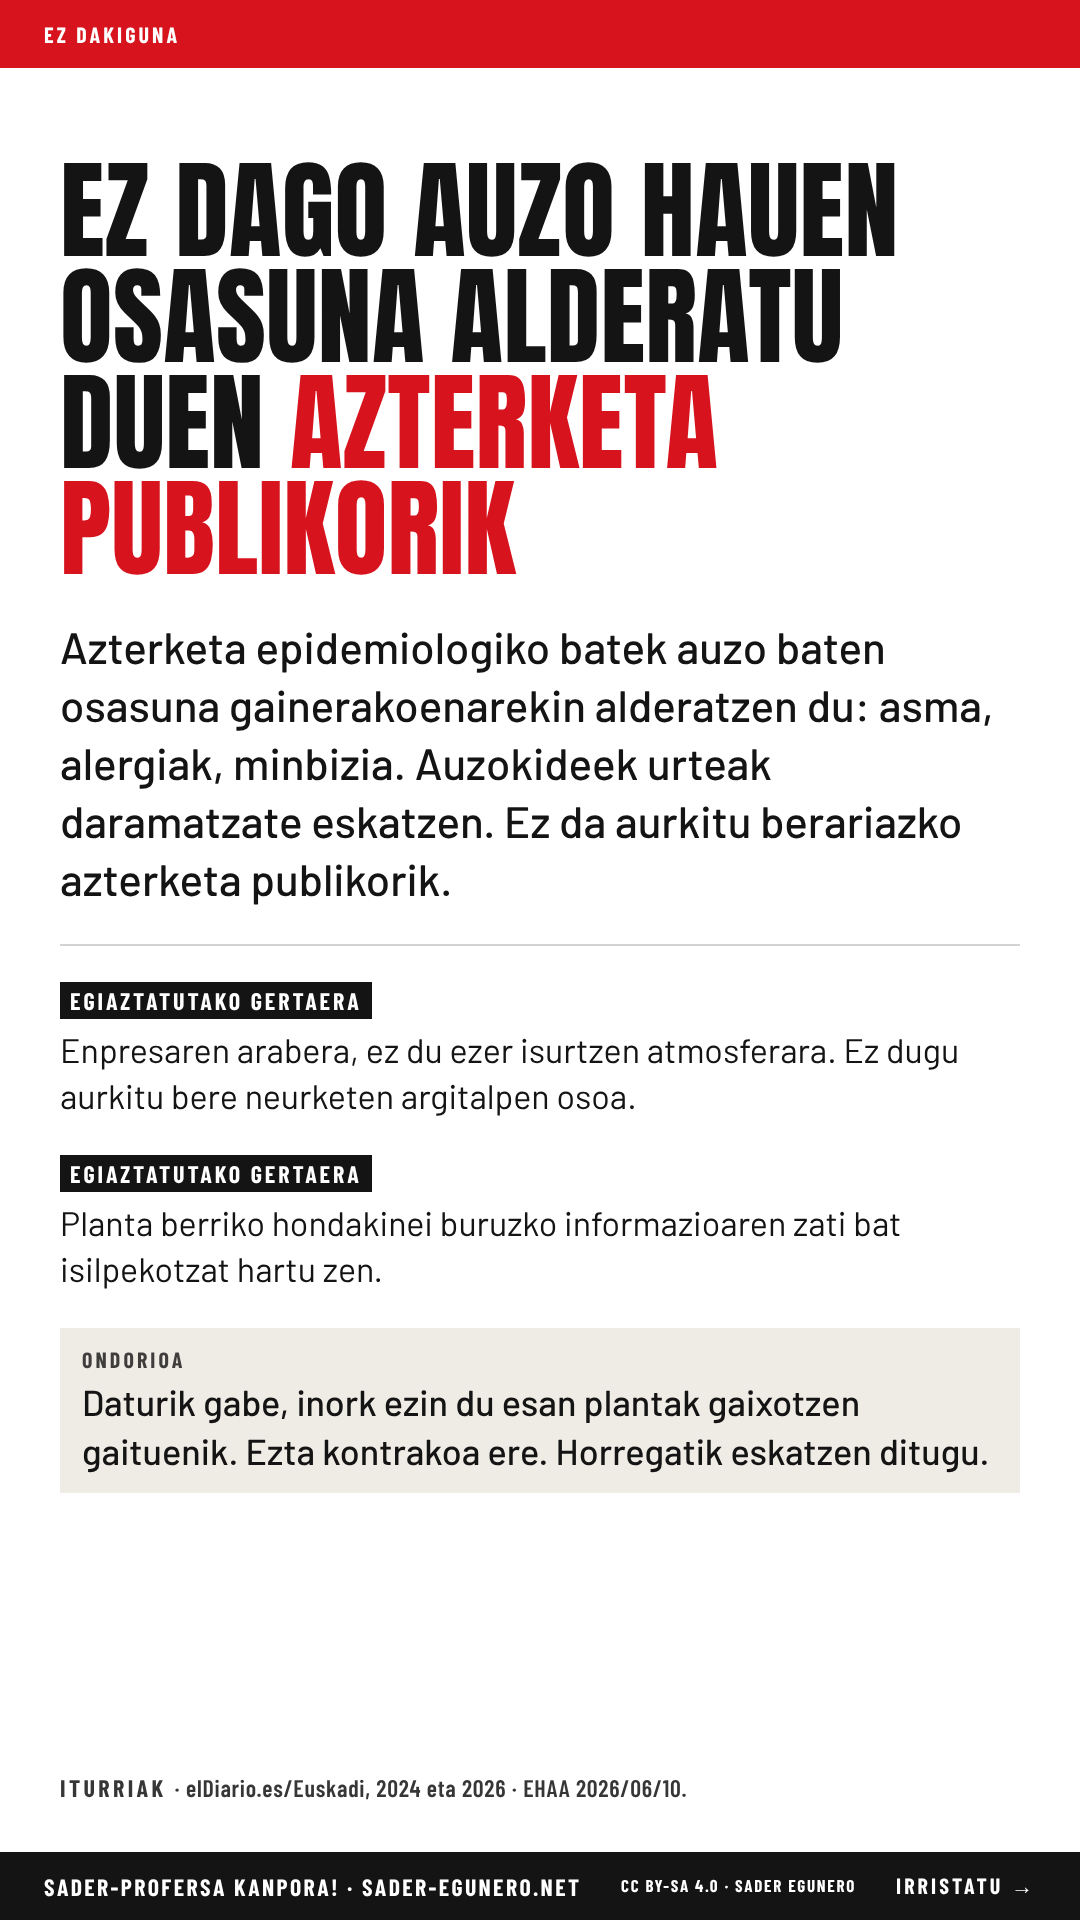 EZ DAKIGUNA
EZ DAGO AUZO HAUEN
OSASUNA ALDERATU
DUEN AZTERKETA
PUBLIKORIK
Azterketa epidemiologiko batek auzo baten
osasuna gainerakoenarekin alderatzen du: asma,
alergiak, minbizia. Auzokideek urteak
daramatzate eskatzen. Ez da aurkitu berariazko
azterketa publikorik.
EGIAZTATUTAKO GERTAERA
Enpresaren arabera, ez du ezer isurtzen atmosferara. Ez dugu
aurkitu bere neurketen argitalpen osoa.
EGIAZTATUTAKO GERTAERA
Planta berriko hondakinei buruzko informazioaren zati bat
isilpekotzat hartu zen.
ONDORIOA
Daturik gabe, inork ezin du esan plantak gaixotzen
gaituenik. Ezta kontrakoa ere. Horregatik eskatzen ditugu.
ITURRIAK · elDiario.es/Euskadi, 2024 eta 2026 · EHAA 2026/06/10.
SADER-PROFERSA KANPORA! · SADER-EGUNERO.NET CC BY-SA 4.0 · SADER EGUNERO IRRISTATU →